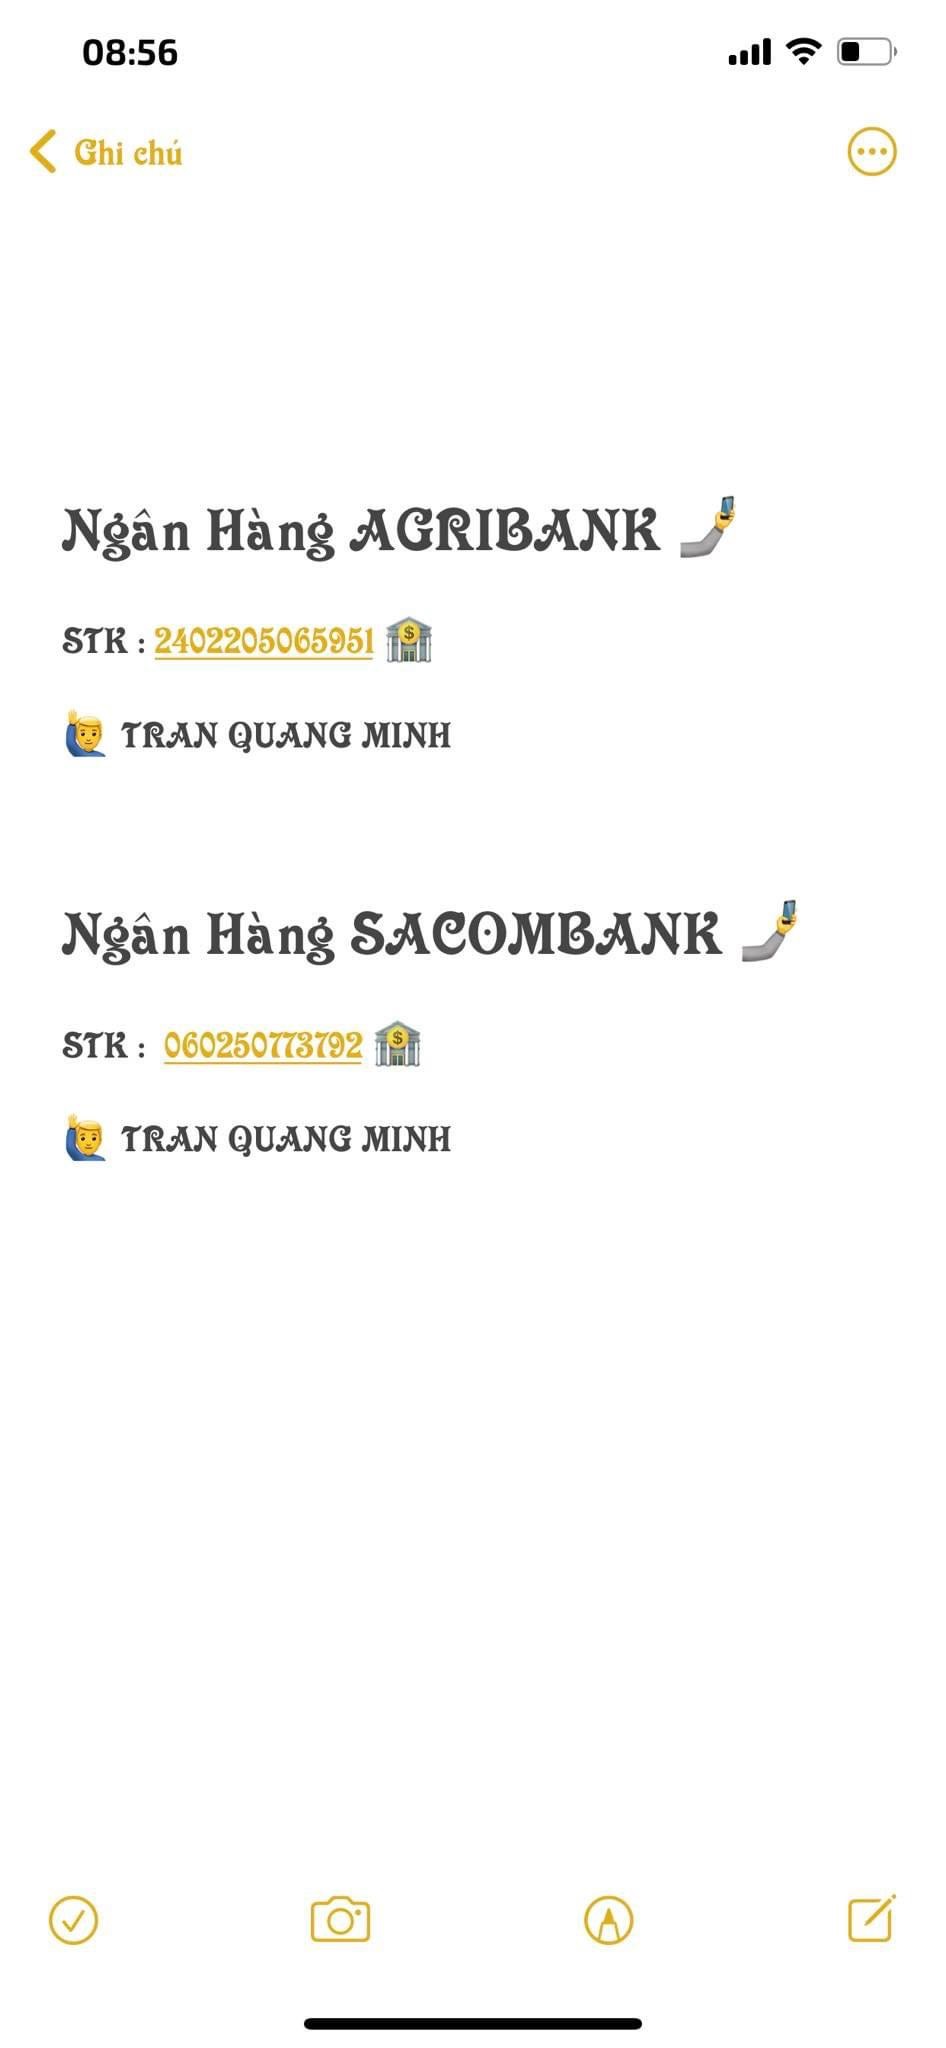 08:56
Ghi chú
Ngân Hàng AGRIBANK
STK : 2402205065951
TRAN QUANG MINH
Ngân Hàng SACOMBANK
STK : 060250773792
TRAN QUANG MINH